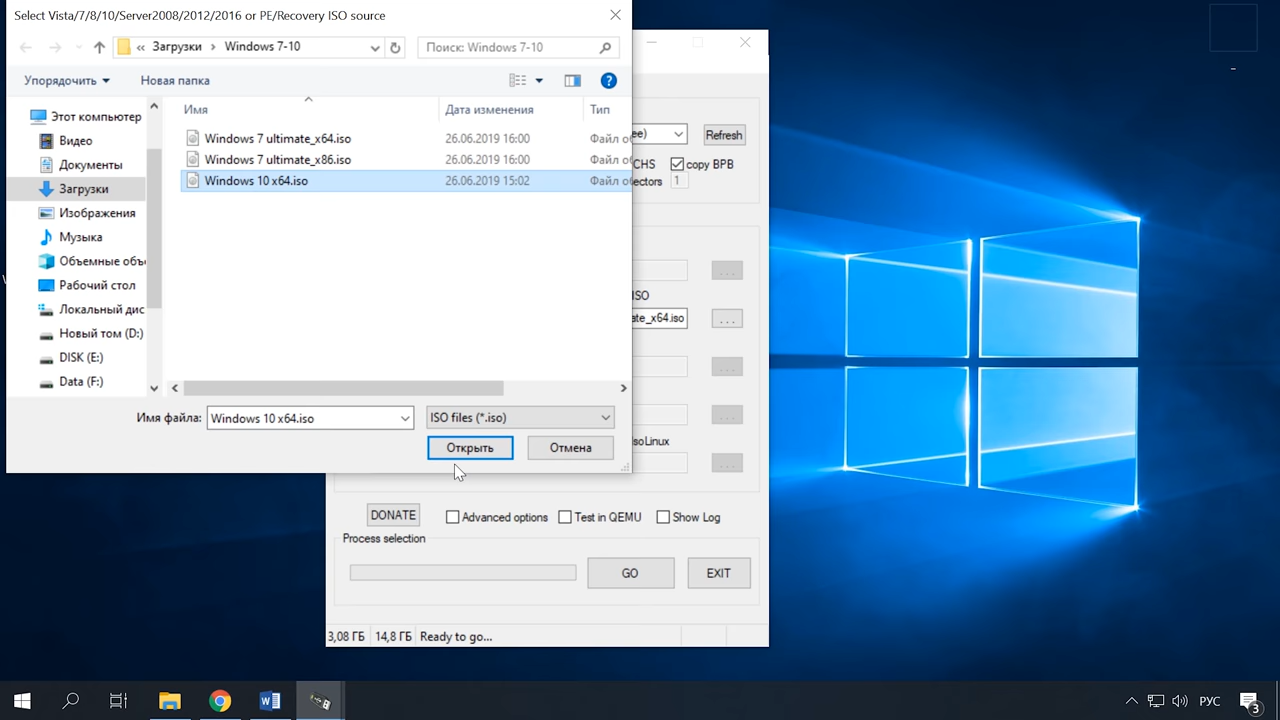 Select Vista/7/8/10/Server2008/2012/2016 or PE/Recovery ISO source
« Загрузки › Windows 7-10
Поиск: Windows 7-10
Упорядочить
Новая папка
Имя
Дата изменения
Тип
Этот компьютер
Видео
Документы
Загрузки
Изображения
Музыка
Объемные объ
Рабочий стол
Локальный дис
Новый том (D:)
DISK (E:)
Data (F:)
Windows 7 ultimate_x64.iso 26.06.2019 16:00 Файл о
Windows 7 ultimate_x86.iso 26.06.2019 16:00 Файл о
Windows 10 x64.iso 26.06.2019 15:02 Файл о
Имя файла: Windows 10 x64.iso
ISO files (*.iso)
Открыть
Отмена
ee)
Refresh
CHS
copy BPB
ectors 1
ISO
ate_x64.iso
...
...
...
...
...
soLinux
DONATE
Advanced options
Test in QEMU
Show Log
Process selection
GO
EXIT
3,08 ГБ 14,8 ГБ Ready to go...
W
РУС
3